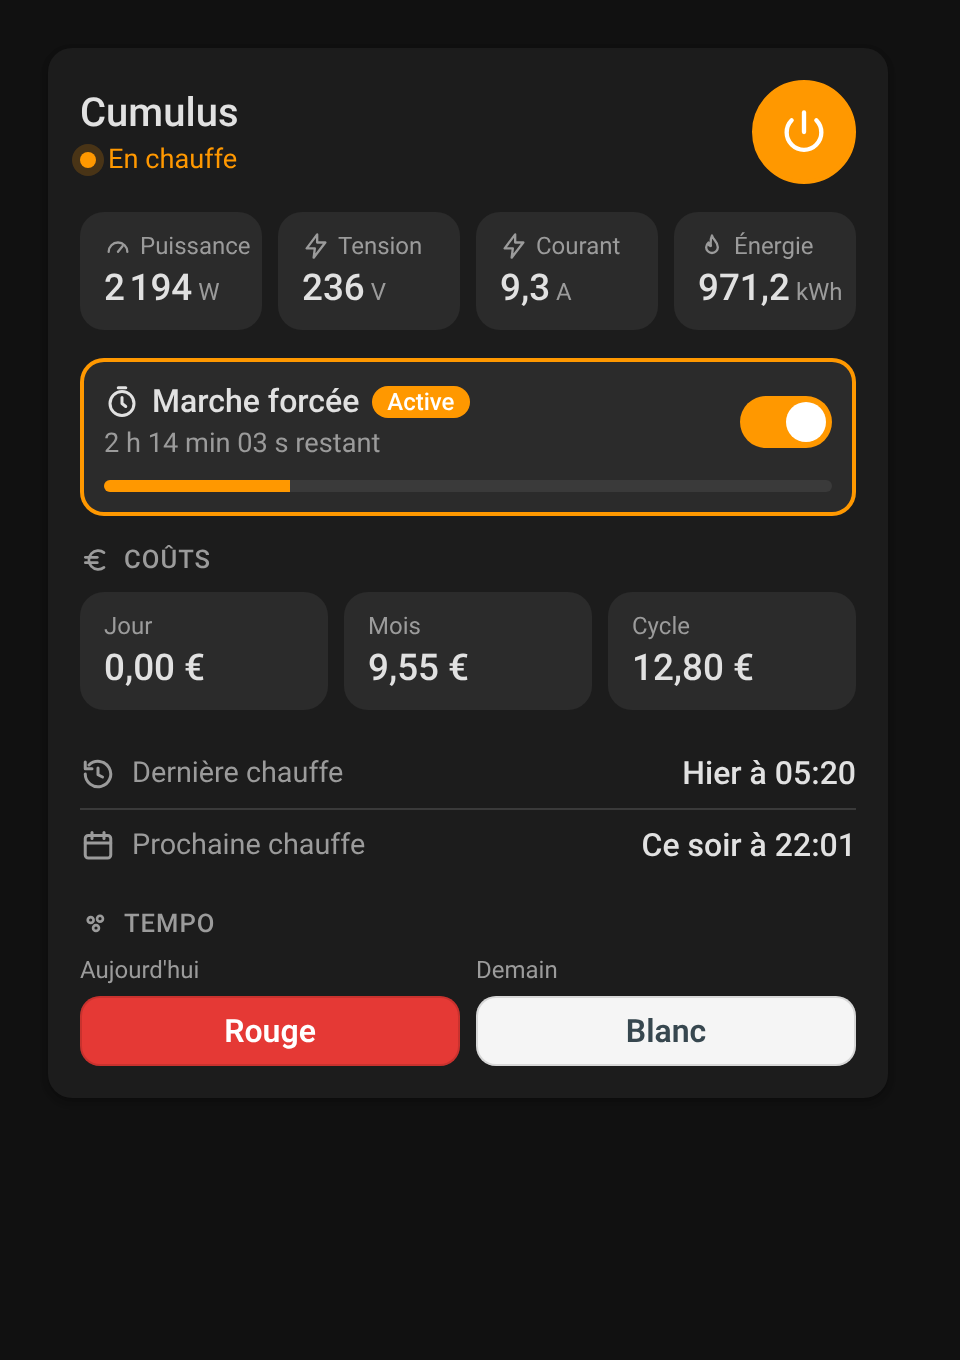 Cumulus
En chauffe
Puissance
2 194 W
Tension
236 V
Courant
9,3 A
Énergie
971,2 kWh
Marche forcée Active
2 h 14 min 03 s restant
COÛTS
Jour
0,00 €
Mois
9,55 €
Cycle
12,80 €
Dernière chauffe Hier à 05:20
Prochaine chauffe Ce soir à 22:01
TEMPO
Aujourd'hui
Rouge
Demain
Blanc